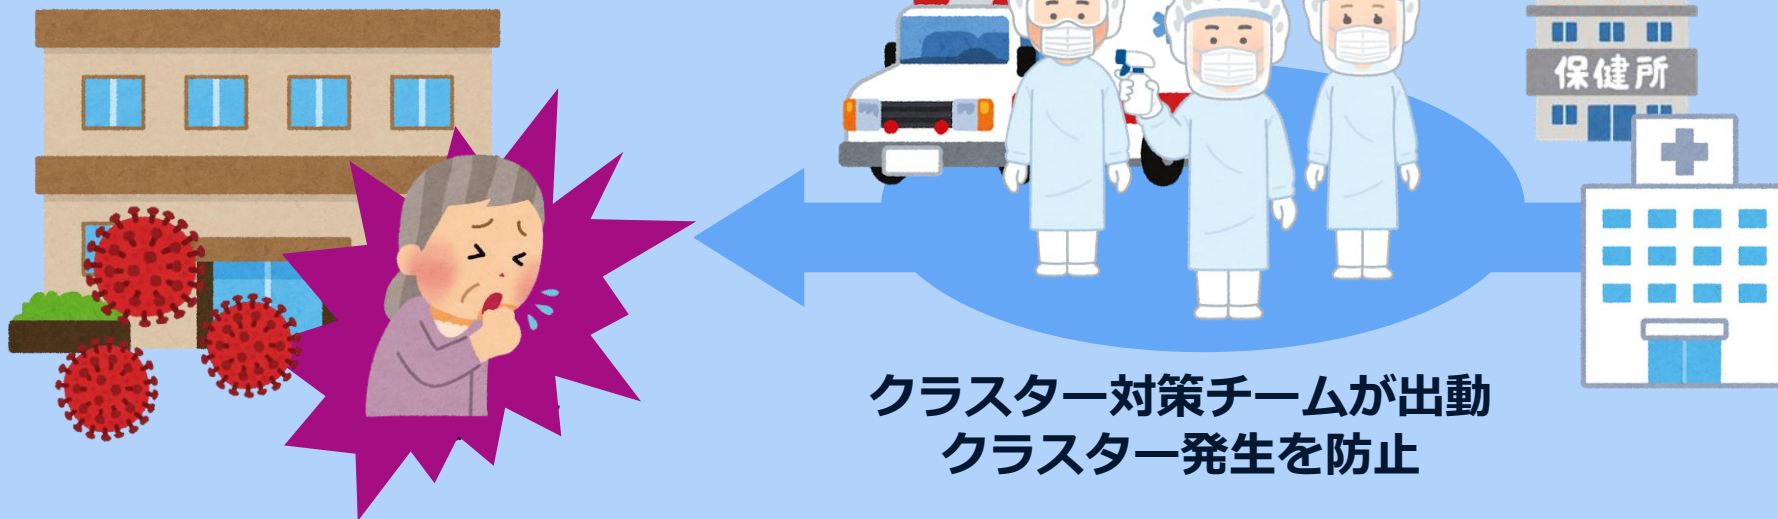 保健所
クラスター対策チームが出動
クラスター発生を防止